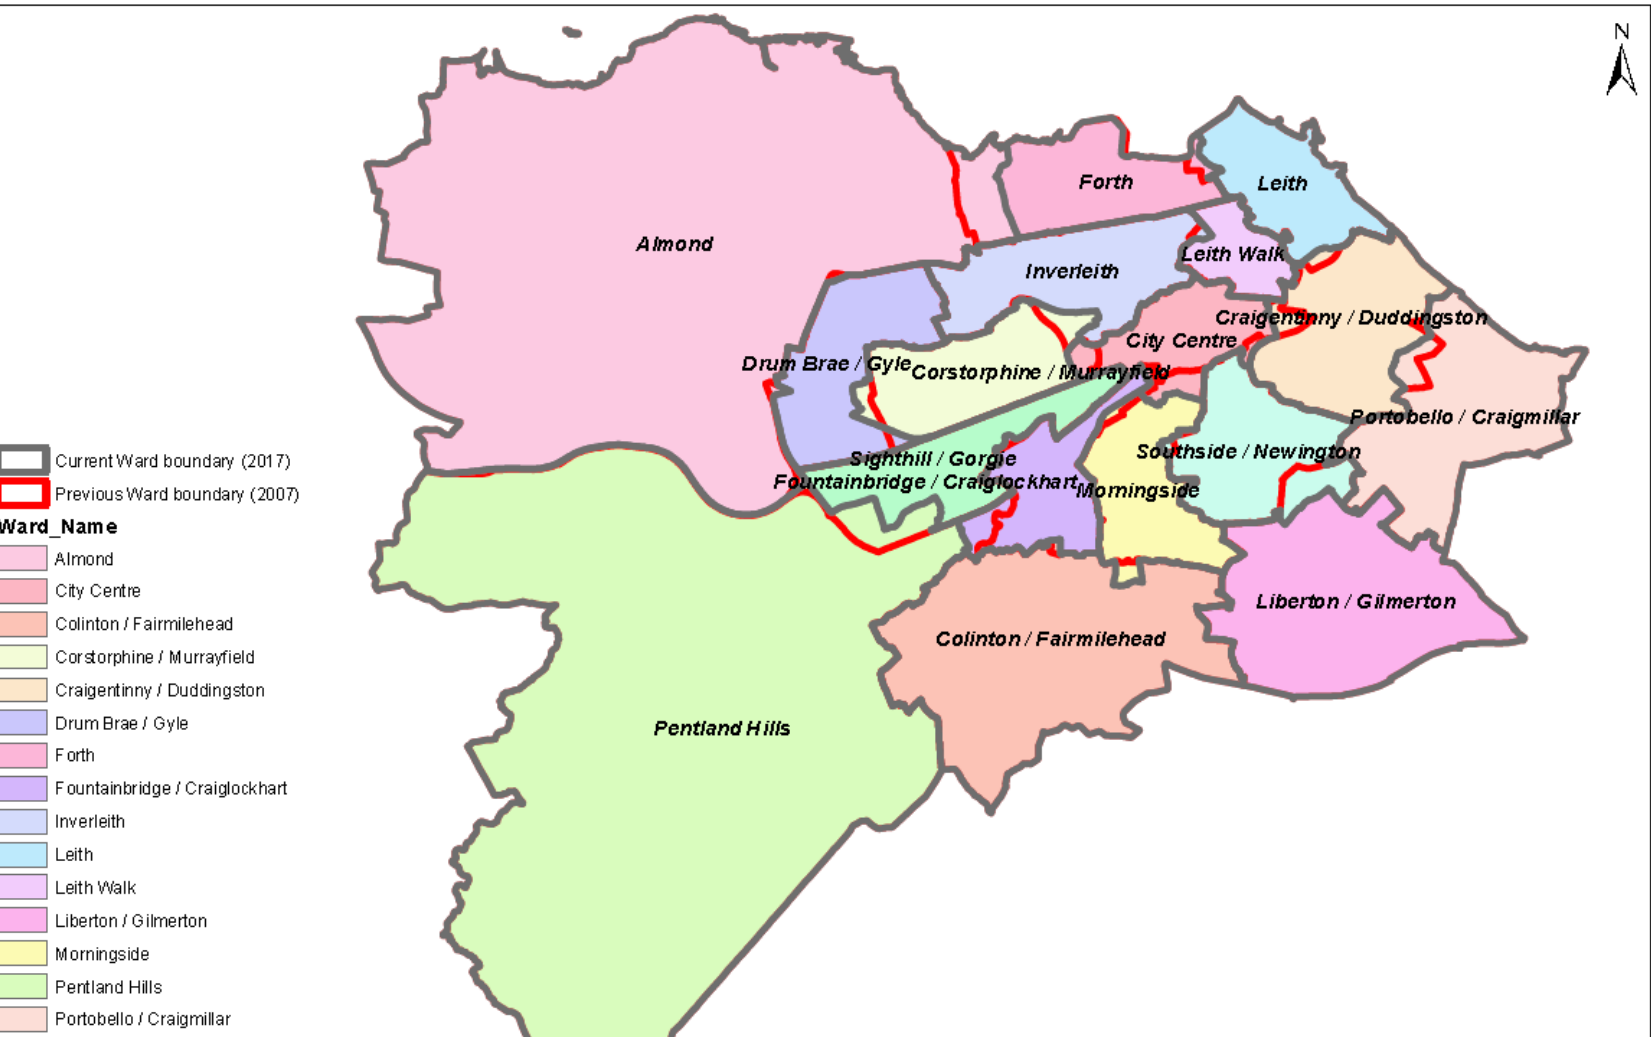 N
Forth
Leith
Almond
Leith Walk
Inverleith
Craigentinny / Duddingston
City Centre
Drum Brae / Gyle
Corstorphine / Murrayfield
Portobello / Craigmillar
Southside / Newington
Sighthill / Gorgie
Fountainbridge / Craiglockhart
Morningside
Liberton / Gilmerton
Colinton / Fairmilehead
Pentland Hills
Current Ward boundary (2017)
Previous Ward boundary (2007)
Ward_Name
Almond
City Centre
Colinton / Fairmilehead
Corstorphine / Murrayfield
Craigentinny / Duddingston
Drum Brae / Gyle
Forth
Fountainbridge / Craiglockhart
Inverleith
Leith
Leith Walk
Liberton / Gilmerton
Morningside
Pentland Hills
Portobello / Craigmillar